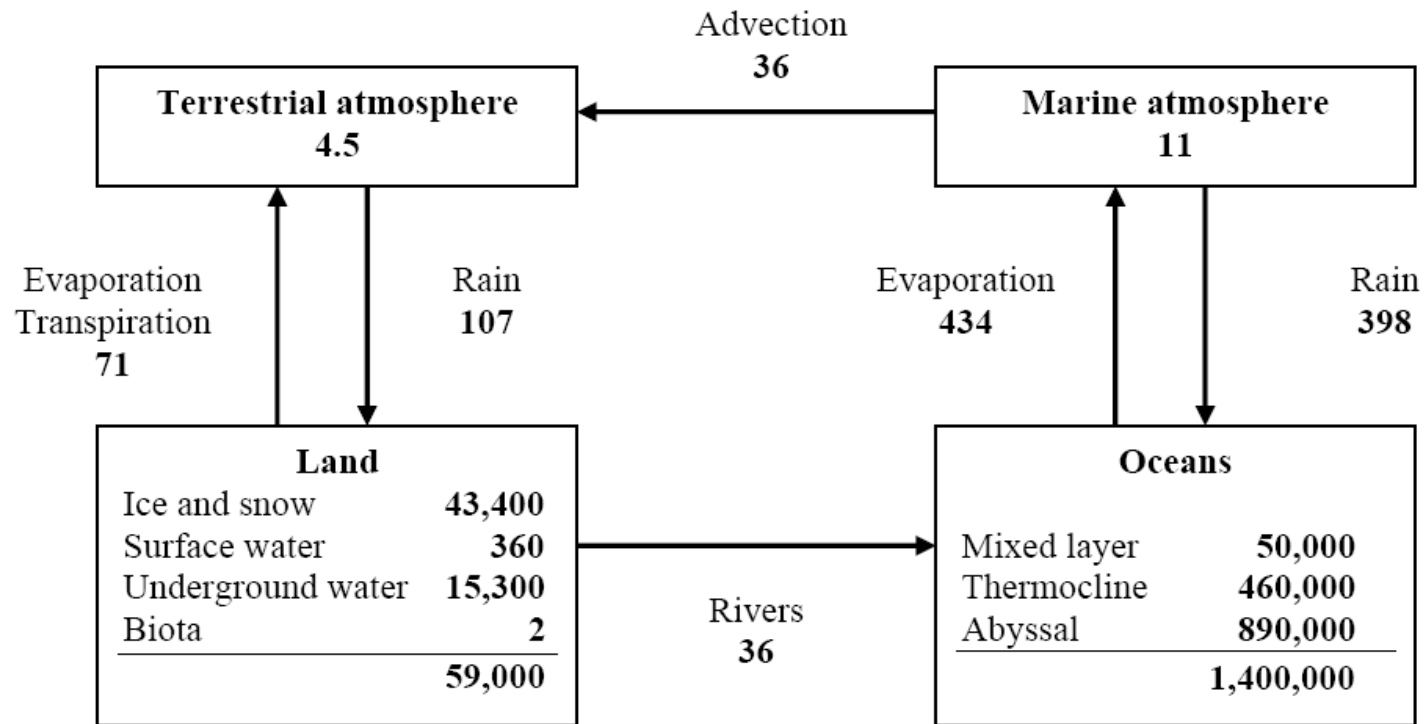 Advection
36
Terrestrial atmosphere
4.5
Marine atmosphere
11
Evaporation
Transpiration
71
Rain
107
Evaporation
434
Rain
398
Land
Ice and snow 43,400
Surface water 360
Underground water 15,300
Biota 2
59,000
Rivers
36
Oceans
Mixed layer 50,000
Thermocline 460,000
Abyssal 890,000
1,400,000